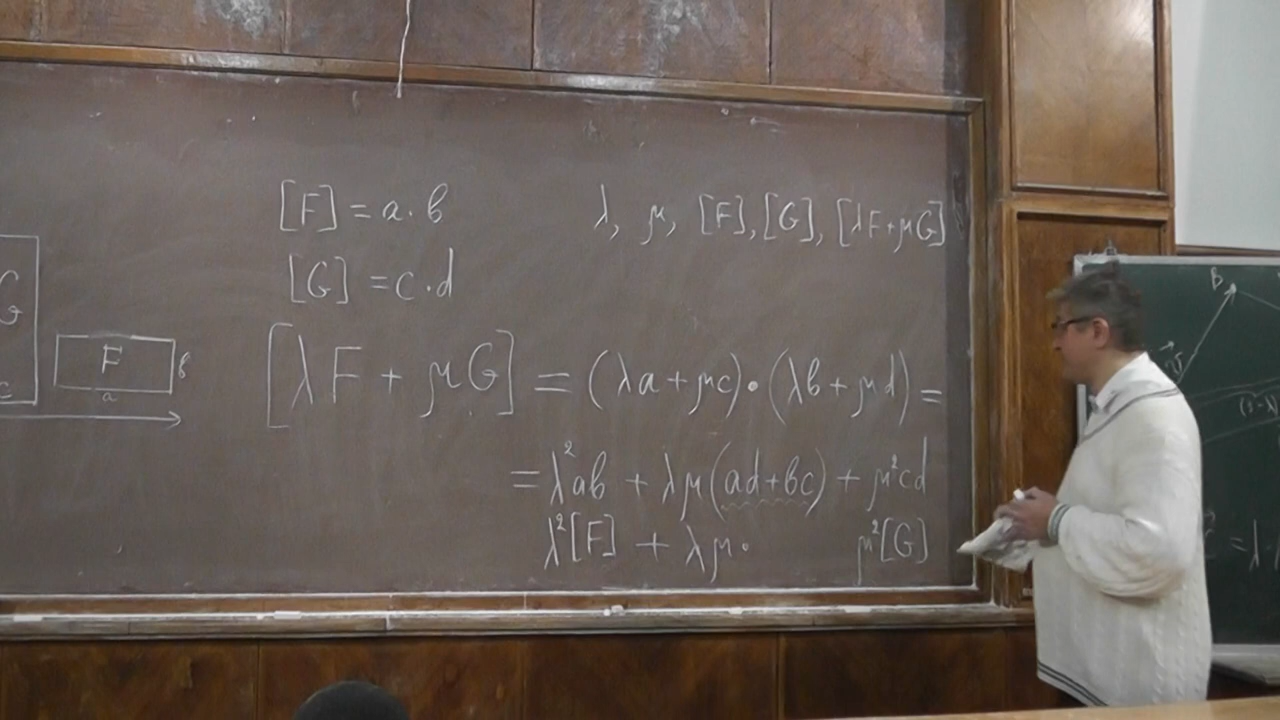 [F] = a · b
λ, μ, [F], [G], [λF+μG]
[G] = c · d
G
c
F
a
b
[λF + μG] = (λa+μc)·(λb+μd) =
= λ²ab + λμ(ad+bc) + μ²cd
λ²[F] + λμ· μ²[G]
B